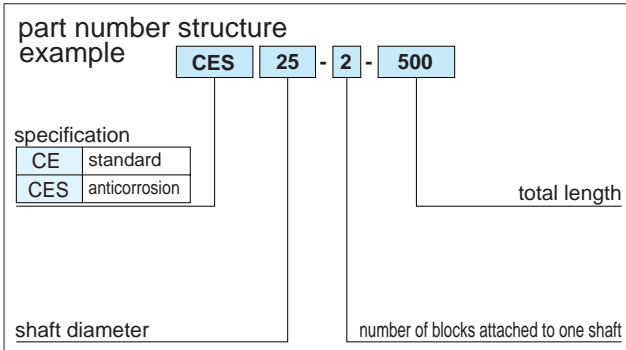 part number structure
example
CES 25 - 2 - 500
specification
CE standard
CES anticorrosion
total length
shaft diameter
number of blocks attached to one shaft